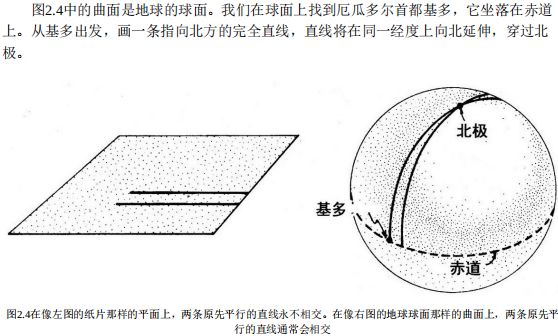 图2.4中的曲面是地球的球面。我们在球面上找到厄瓜多尔首都基多，它坐落在赤道
上。从基多出发，画一条指向北方的完全直线，直线将在同一经度上向北延伸，穿过北
极。
北极
基多
赤道
图2.4在像左图的纸片那样的平面上，两条原先平行的直线永不相交。在像右图的地球球面那样的曲面上，两条原先平
行的直线通常会相交